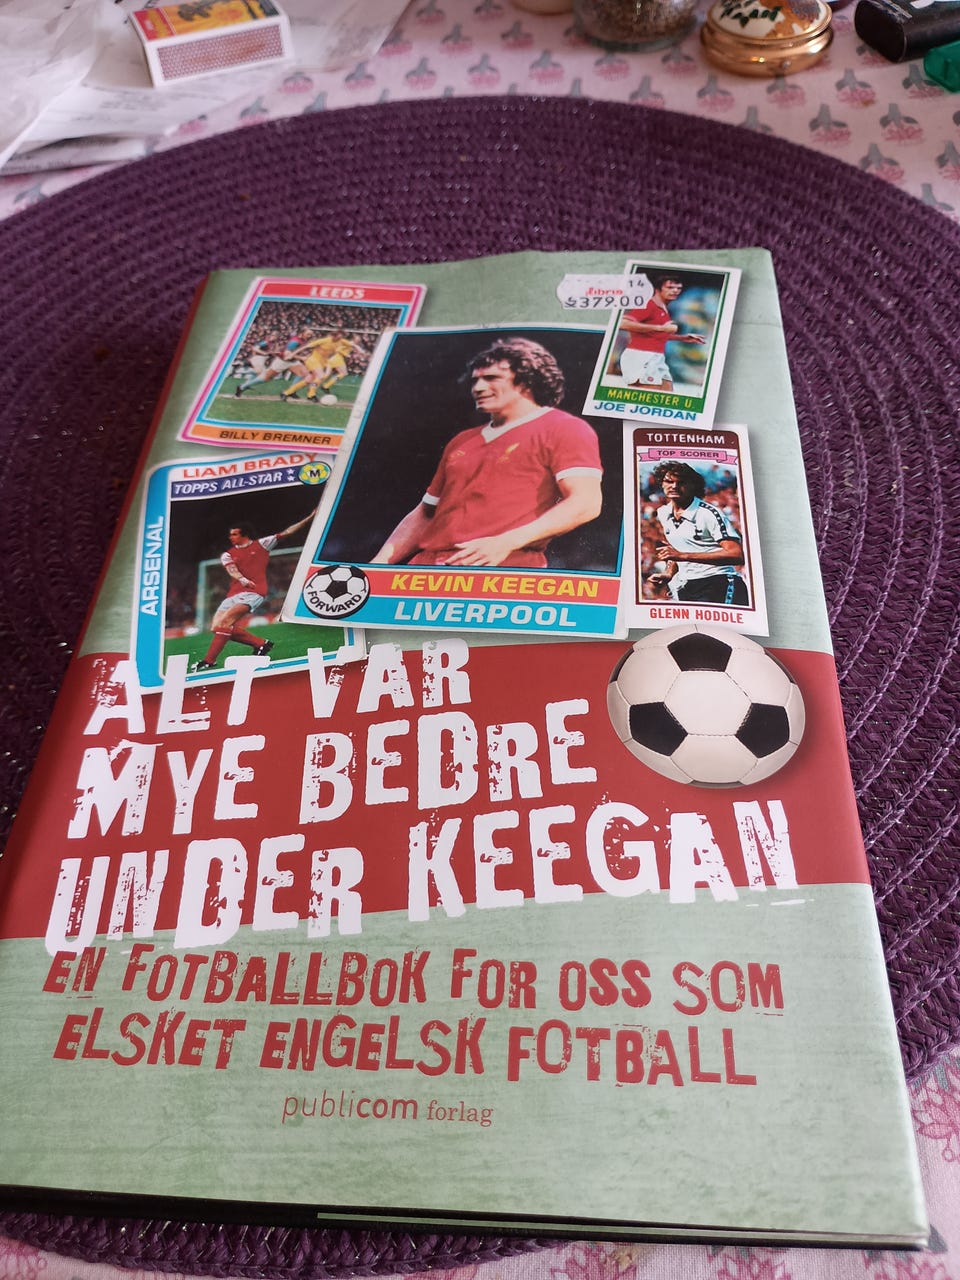 LEEDS
BILLY BREMNER
14
Libris
379.00
MANCHESTER U.
JOE JORDAN
LIAM BRADY
TOPPS ALL-STAR
M
ARSENAL
TOTTENHAM
TOP SCORER
GLENN HODDLE
FORWARD
KEVIN KEEGAN
LIVERPOOL
ALT VAR
MYE BEDRE
UNDER KEEGAN
EN FOTBALLBOK FOR OSS SOM
ELSKET ENGELSK FOTBALL
publicom forlag